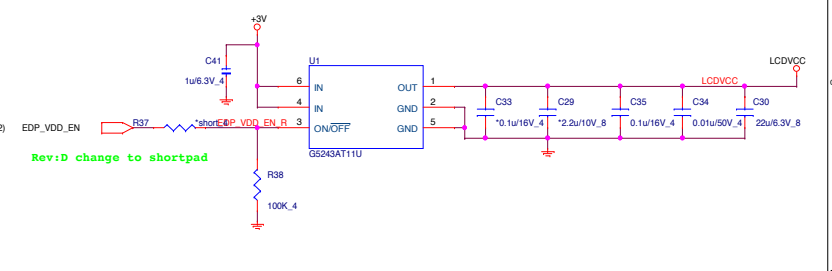 +3V
C41
1u/6.3V_4
U1
6 IN OUT 1
4 IN GND 2
3 ON/OFF GND 5
G5243AT11U
2) EDP_VDD_EN
R37
*short_4
EDP_VDD_EN_R
Rev:D change to shortpad
R38
100K_4
LCDVCC
LCDVCC
C33
*0.1u/16V_4
C29
*2.2u/10V_8
C35
0.1u/16V_4
C34
0.01u/50V_4
C30
22u/6.3V_8